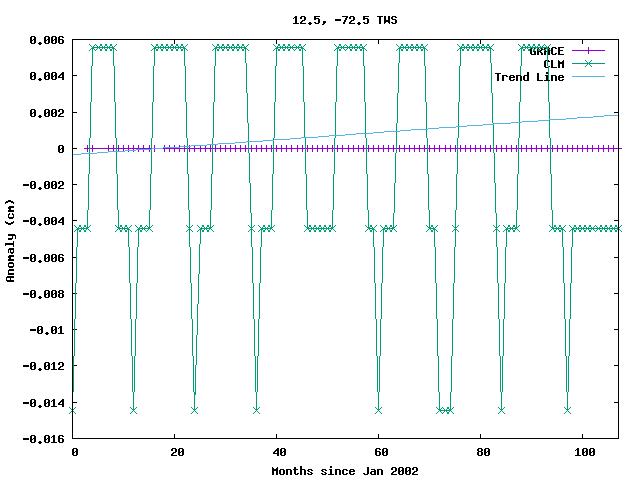 12.5, -72.5 TWS
GRACE
CLM
Trend Line
0.006
0.004
0.002
0
-0.002
-0.004
-0.006
-0.008
-0.01
-0.012
-0.014
-0.016
Anomaly (cm)
0 20 40 60 80 100
Months since Jan 2002